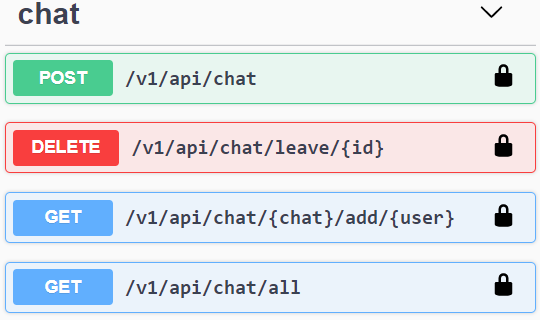 chat
POST /v1/api/chat
DELETE /v1/api/chat/leave/{id}
GET /v1/api/chat/{chat}/add/{user}
GET /v1/api/chat/all